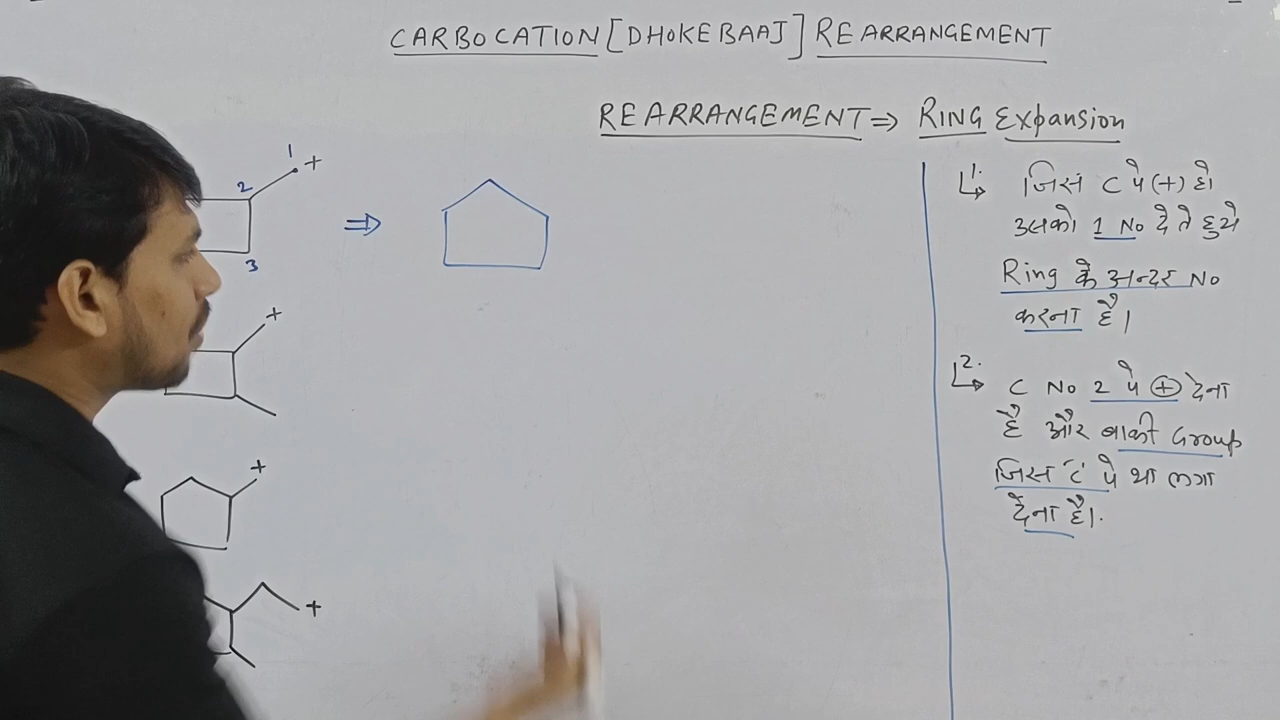 CARBOCATION [DHOKEBAAJ] REARRANGEMENT
REARRANGEMENT ⇒ RING Expansion
1 +
2
3
⇒
+
+
+
1. जिस C पे (+) हो
उसको 1 No देते हुये
Ring के अन्दर No
करना है।
2. C No 2 पे ⊕ देना
है और बाकी Group
जिस 'C' पे था लगा
देना है।